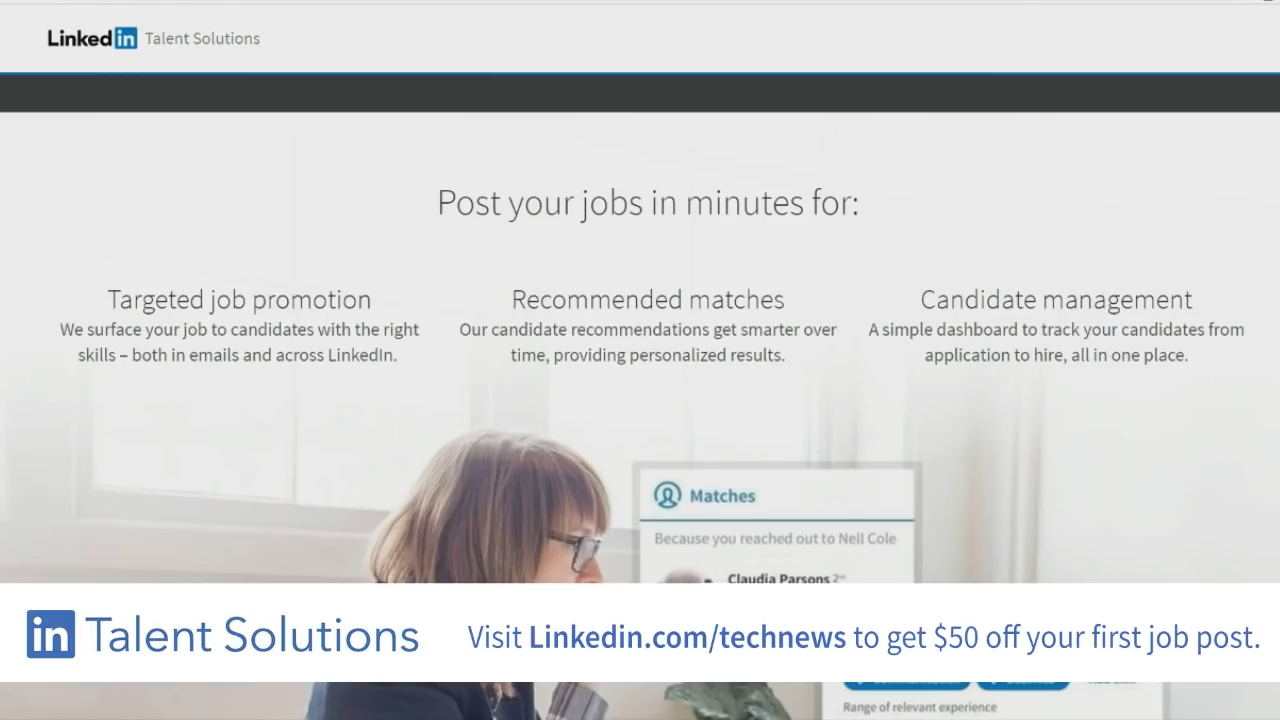 Linkedin Talent Solutions
Post your jobs in minutes for:
Targeted job promotion
We surface your job to candidates with the right
skills – both in emails and across LinkedIn.
Recommended matches
Our candidate recommendations get smarter over
time, providing personalized results.
Candidate management
A simple dashboard to track your candidates from
application to hire, all in one place.
Matches
Because you reached out to Nell Cole
Claudia Parsons 2nd
in Talent Solutions
Visit Linkedin.com/technews to get $50 off your first job post.
Range of relevant experience